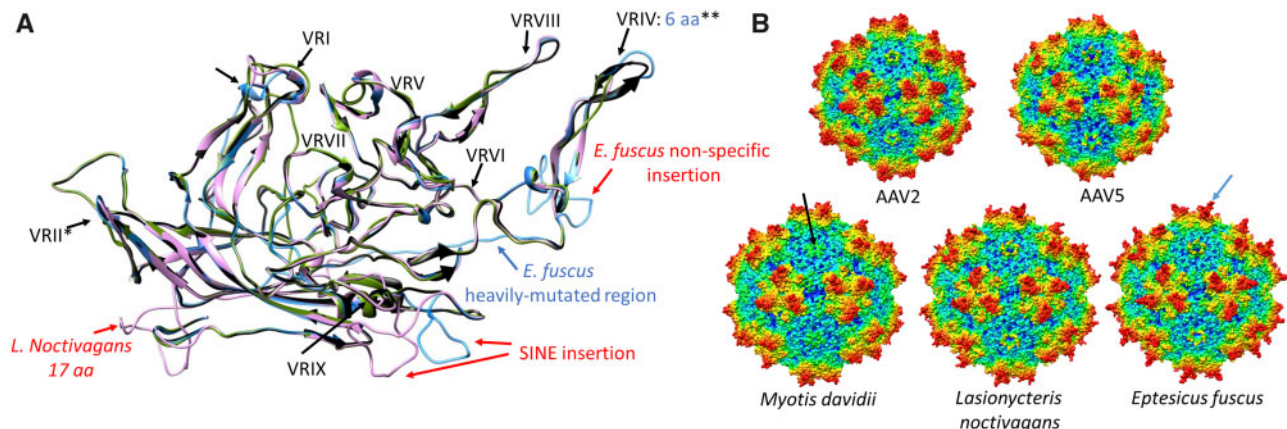 A
VRI
VRVIII
VRIV: 6 aa**
VRV
VRVII
VRVI
E. fuscus non-specific
insertion
VRII*
E. fuscus
heavily-mutated region
L. Noctivagans
17 aa
VRIX
SINE insertion
B
AAV2
AAV5
Myotis davidii
Lasionycteris
noctivagans
Eptesicus fuscus